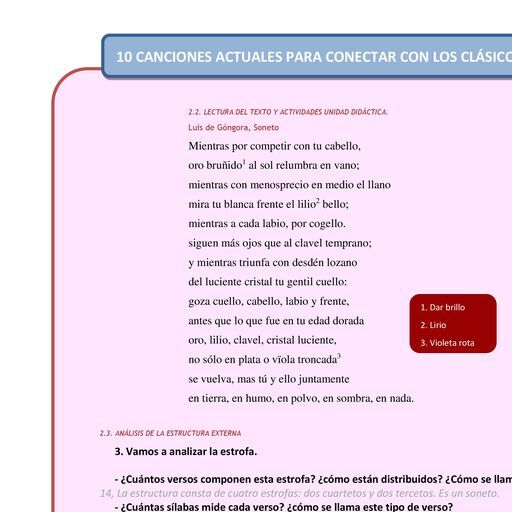 10 CANCIONES ACTUALES PARA CONECTAR CON LOS CLÁSICO
2.2. LECTURA DEL TEXTO Y ACTIVIDADES UNIDAD DIDÁCTICA.
Luis de Góngora, Soneto
Mientras por competir con tu cabello,
oro bruñido1 al sol relumbra en vano;
mientras con menosprecio en medio el llano
mira tu blanca frente el lilio2 bello;
mientras a cada labio, por cogello.
siguen más ojos que al clavel temprano;
y mientras triunfa con desdén lozano
del luciente cristal tu gentil cuello:
goza cuello, cabello, labio y frente,
antes que lo que fue en tu edad dorada
oro, lilio, clavel, cristal luciente,
no sólo en plata o vïola troncada3
se vuelva, mas tú y ello juntamente
en tierra, en humo, en polvo, en sombra, en nada.
1. Dar brillo
2. Lirio
3. Violeta rota
2.3. ANÁLISIS DE LA ESTRUCTURA EXTERNA
3. Vamos a analizar la estrofa.
- ¿Cuántos versos componen esta estrofa? ¿cómo están distribuidos? ¿Cómo se llam
14, La estructura consta de cuatro estrofas: dos cuartetos y dos tercetos. Es un soneto.
- ¿Cuántas sílabas mide cada verso? ¿cómo se llama este tipo de verso?